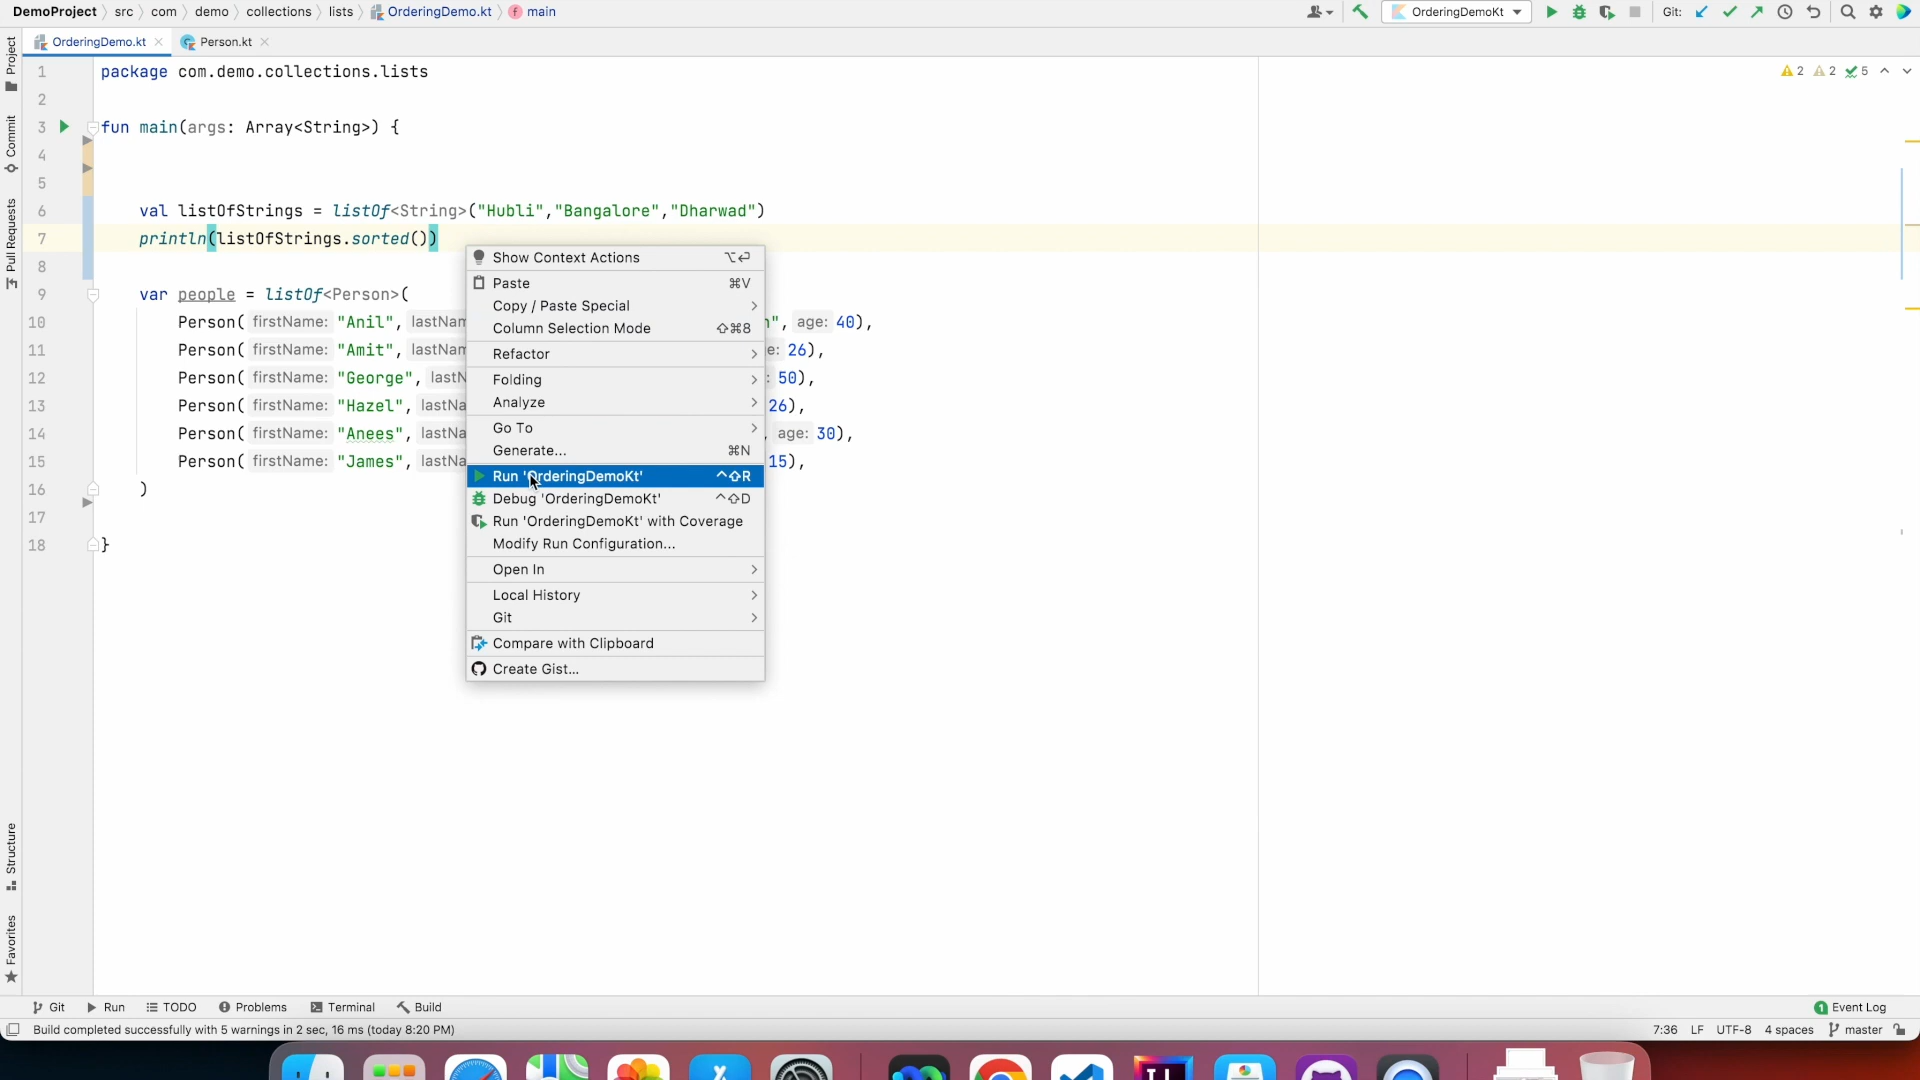 DemoProject src com demo collections lists OrderingDemo.kt main OrderingDemoKt Git:
OrderingDemo.kt Person.kt
1 package com.demo.collections.lists 2 2 5
2
3 fun main(args: Array<String>) {
4
5
6 val listOfStrings = listOf<String>("Hubli","Bangalore","Dharwad")
7 println(listOfStrings.sorted())
8
9 var people = listOf<Person>(
10 Person( firstName: "Anil", lastNam ", age: 40),
11 Person( firstName: "Amit", lastNam e: 26),
12 Person( firstName: "George", lastN : 50),
13 Person( firstName: "Hazel", lastNa 26),
14 Person( firstName: "Anees", lastNa , age: 30),
15 Person( firstName: "James", lastNa 15),
16 )
17
18 }
Show Context Actions ⌥⏎
Paste ⌘V
Copy / Paste Special
Column Selection Mode ⇧⌘8
Refactor
Folding
Analyze
Go To
Generate... ⌘N
Run 'OrderingDemoKt' ^⇧R
Debug 'OrderingDemoKt' ^⇧D
Run 'OrderingDemoKt' with Coverage
Modify Run Configuration...
Open In
Local History
Git
Compare with Clipboard
Create Gist...
Project
Commit
Pull Requests
Structure
Favorites
Git Run TODO Problems Terminal Build 1 Event Log
Build completed successfully with 5 warnings in 2 sec, 16 ms (today 8:20 PM) 7:36 LF UTF-8 4 spaces master